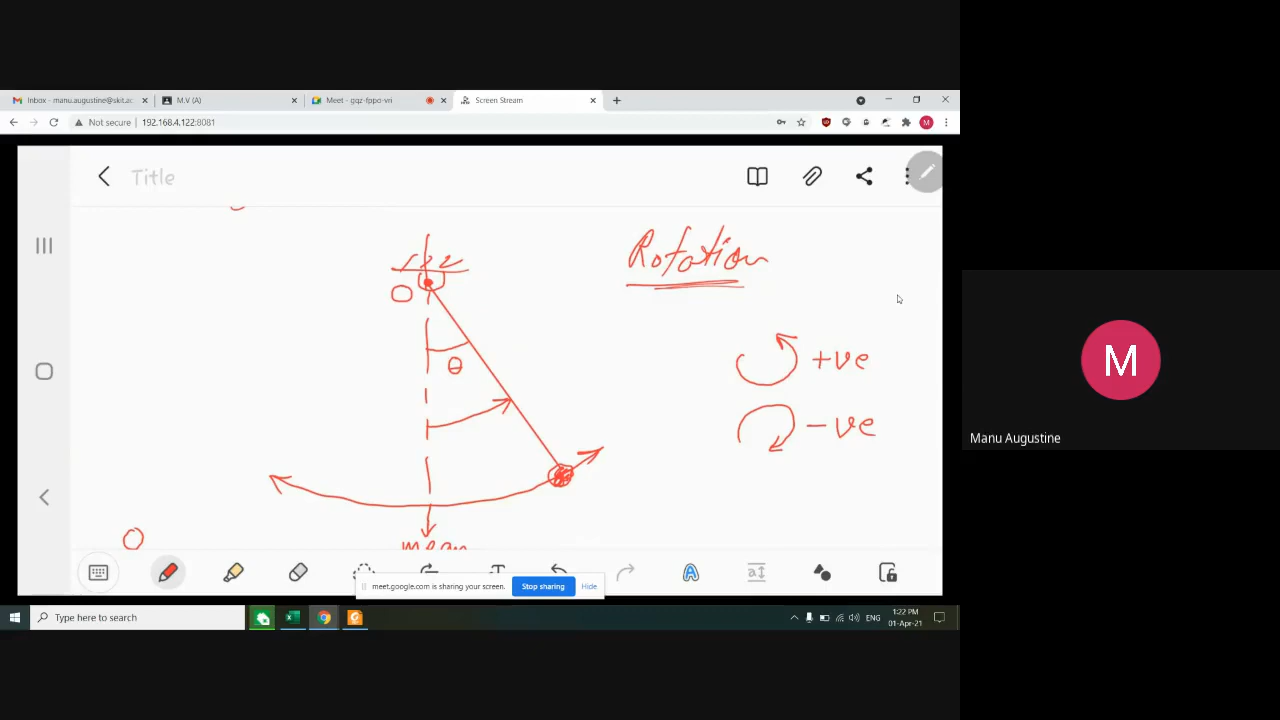 Inbox - manu.augustine@skit.ac
M.V (A)
Meet - gqz-fppo-vri
Screen Stream
Not secure
192.168.4.122:8081
M
Title
Rotation
O
θ
+ve
-ve
O
mean
T
A
a
meet.google.com is sharing your screen.
Stop sharing
Hide
Type here to search
ENG
1:22 PM
01-Apr-21
M
Manu Augustine